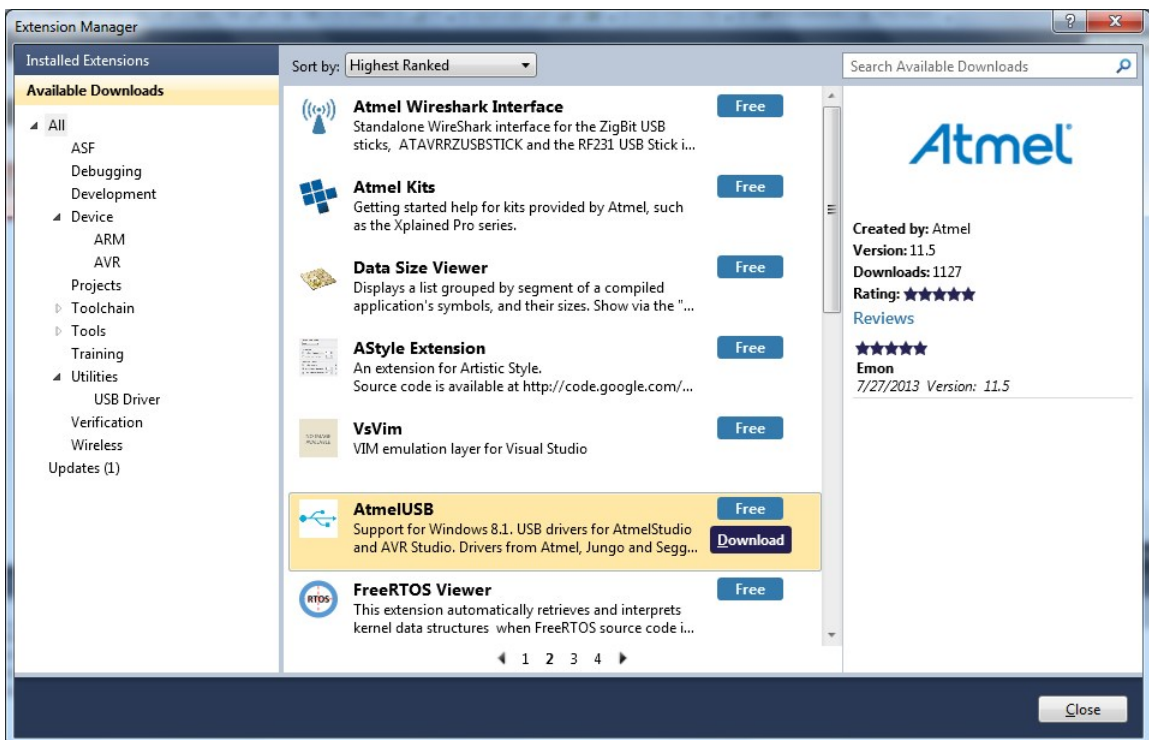 Extension Manager
Installed Extensions
Available Downloads
All
ASF
Debugging
Development
Device
ARM
AVR
Projects
Toolchain
Tools
Training
Utilities
USB Driver
Verification
Wireless
Updates (1)
Sort by: Highest Ranked
Atmel Wireshark Interface
Free
Standalone WireShark interface for the ZigBit USB
sticks, ATAVRRZUSBSTICK and the RF231 USB Stick i...
Atmel Kits
Free
Getting started help for kits provided by Atmel, such
as the Xplained Pro series.
Data Size Viewer
Free
Displays a list grouped by segment of a compiled
application's symbols, and their sizes. Show via the "...
AStyle Extension
Free
An extension for Artistic Style.
Source code is available at http://code.google.com/...
VsVim
Free
VIM emulation layer for Visual Studio
AtmelUSB
Free
Support for Windows 8.1. USB drivers for AtmelStudio
and AVR Studio. Drivers from Atmel, Jungo and Segg...
Download
RTOS
FreeRTOS Viewer
Free
This extension automatically retrieves and interprets
kernel data structures when FreeRTOS source code i...
1 2 3 4
Search Available Downloads
Atmel
Created by: Atmel
Version: 11.5
Downloads: 1127
Rating:
Reviews
Emon
7/27/2013 Version: 11.5
Close